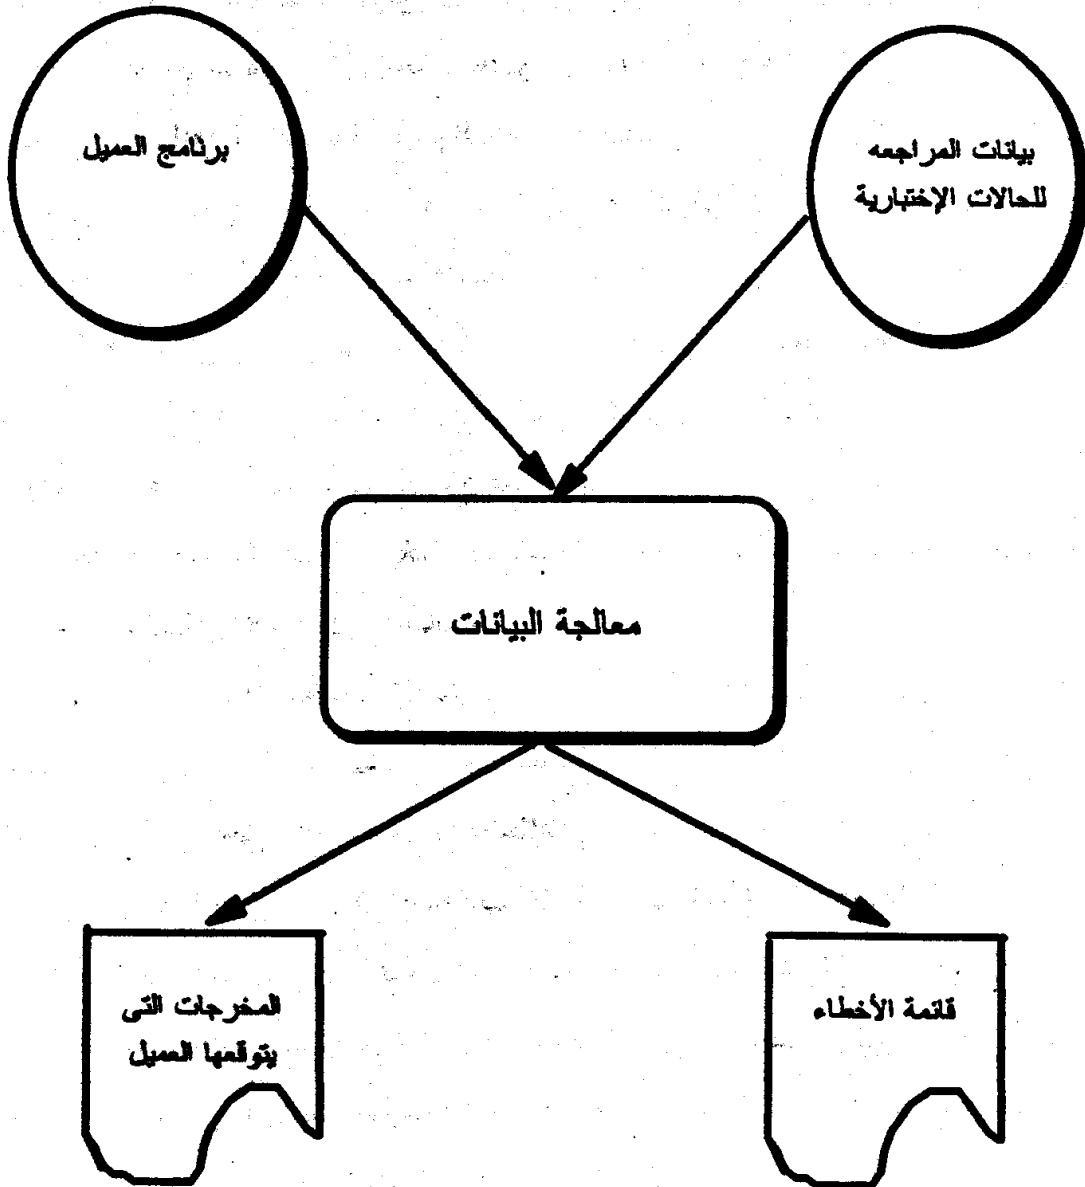 بيانات المراجعه
للحالات الإختبارية
برنامج العميل
معالجة البيانات
قائمة الأخطاء
المخرجات التى
يتوقعها العميل